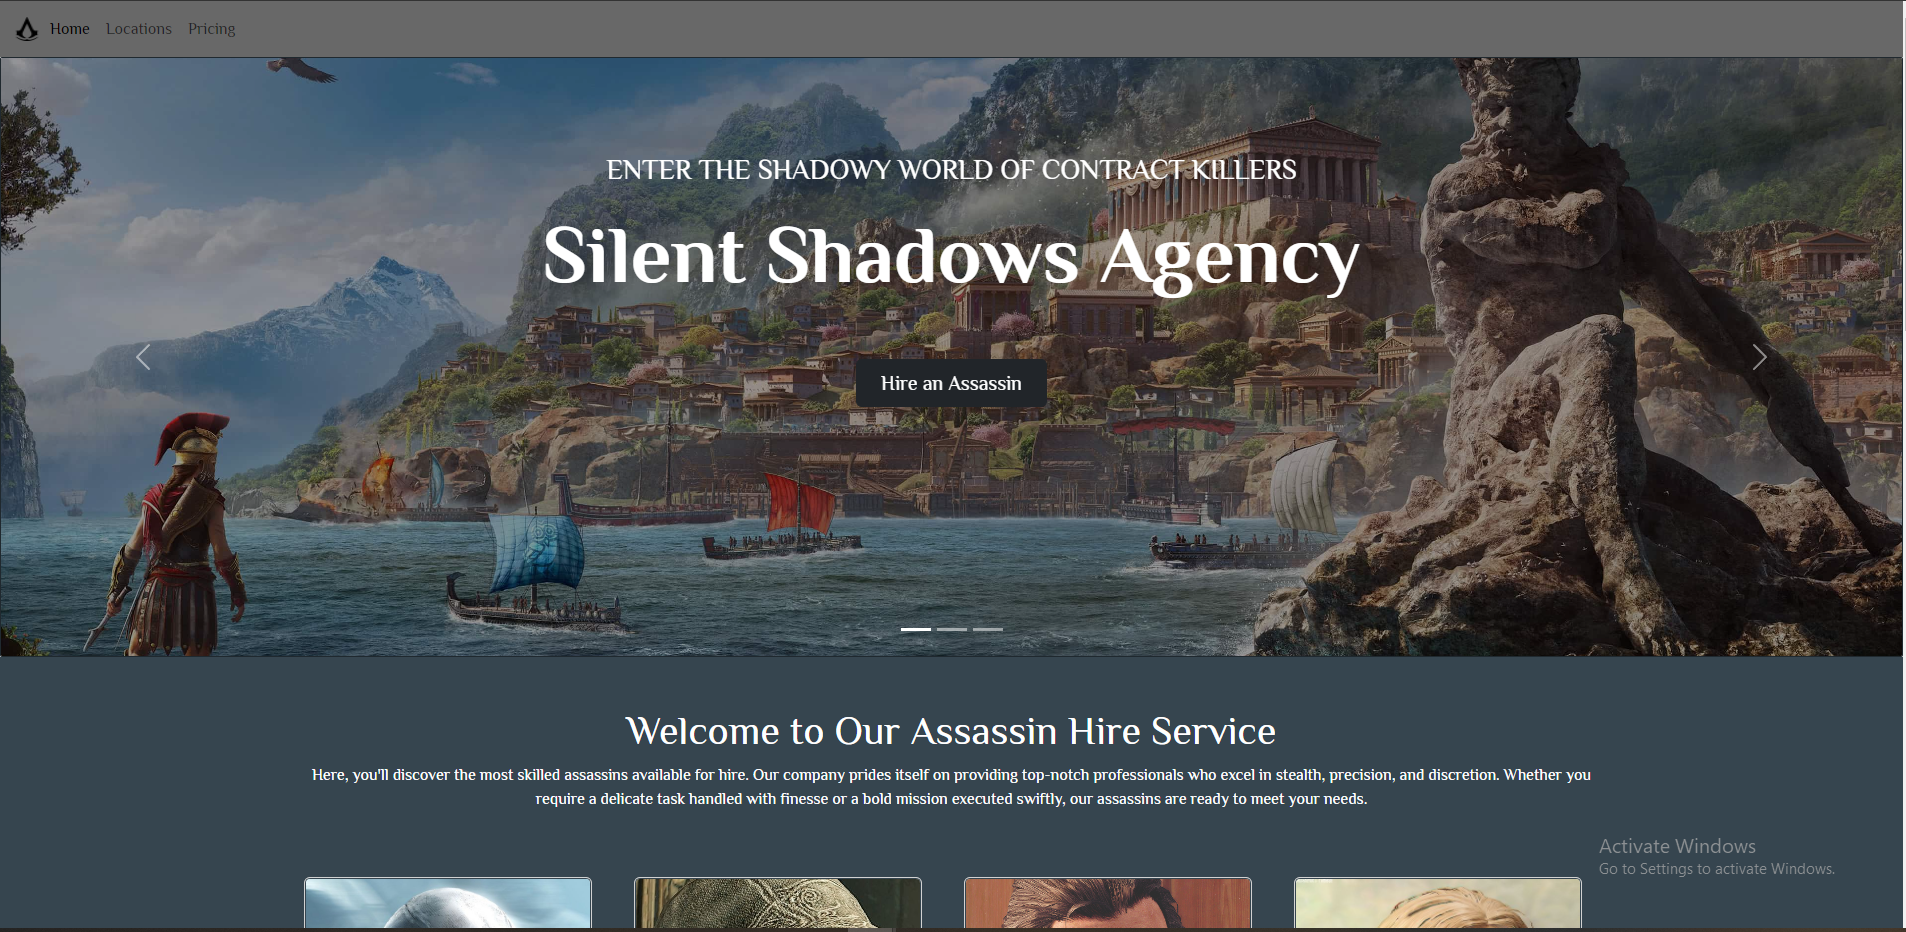 Home Locations Pricing
ENTER THE SHADOWY WORLD OF CONTRACT KILLERS
Silent Shadows Agency
Hire an Assassin
Welcome to Our Assassin Hire Service
Here, you'll discover the most skilled assassins available for hire. Our company prides itself on providing top-notch professionals who excel in stealth, precision, and discretion. Whether you
require a delicate task handled with finesse or a bold mission executed swiftly, our assassins are ready to meet your needs.
Activate Windows
Go to Settings to activate Windows.